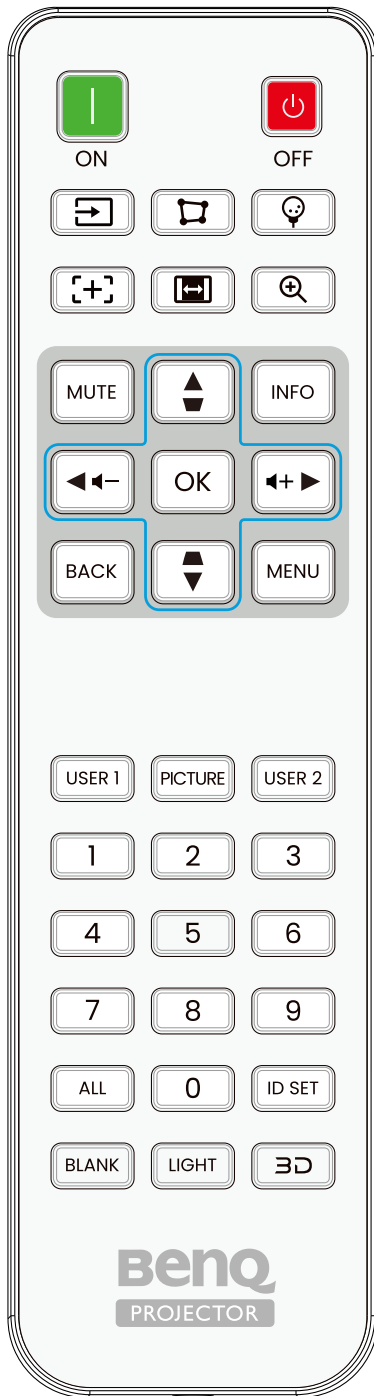 ON OFF
MUTE INFO
OK
BACK MENU
USER 1 PICTURE USER 2
1 2 3
4 5 6
7 8 9
ALL 0 ID SET
BLANK LIGHT 3D
BenQ
PROJECTOR